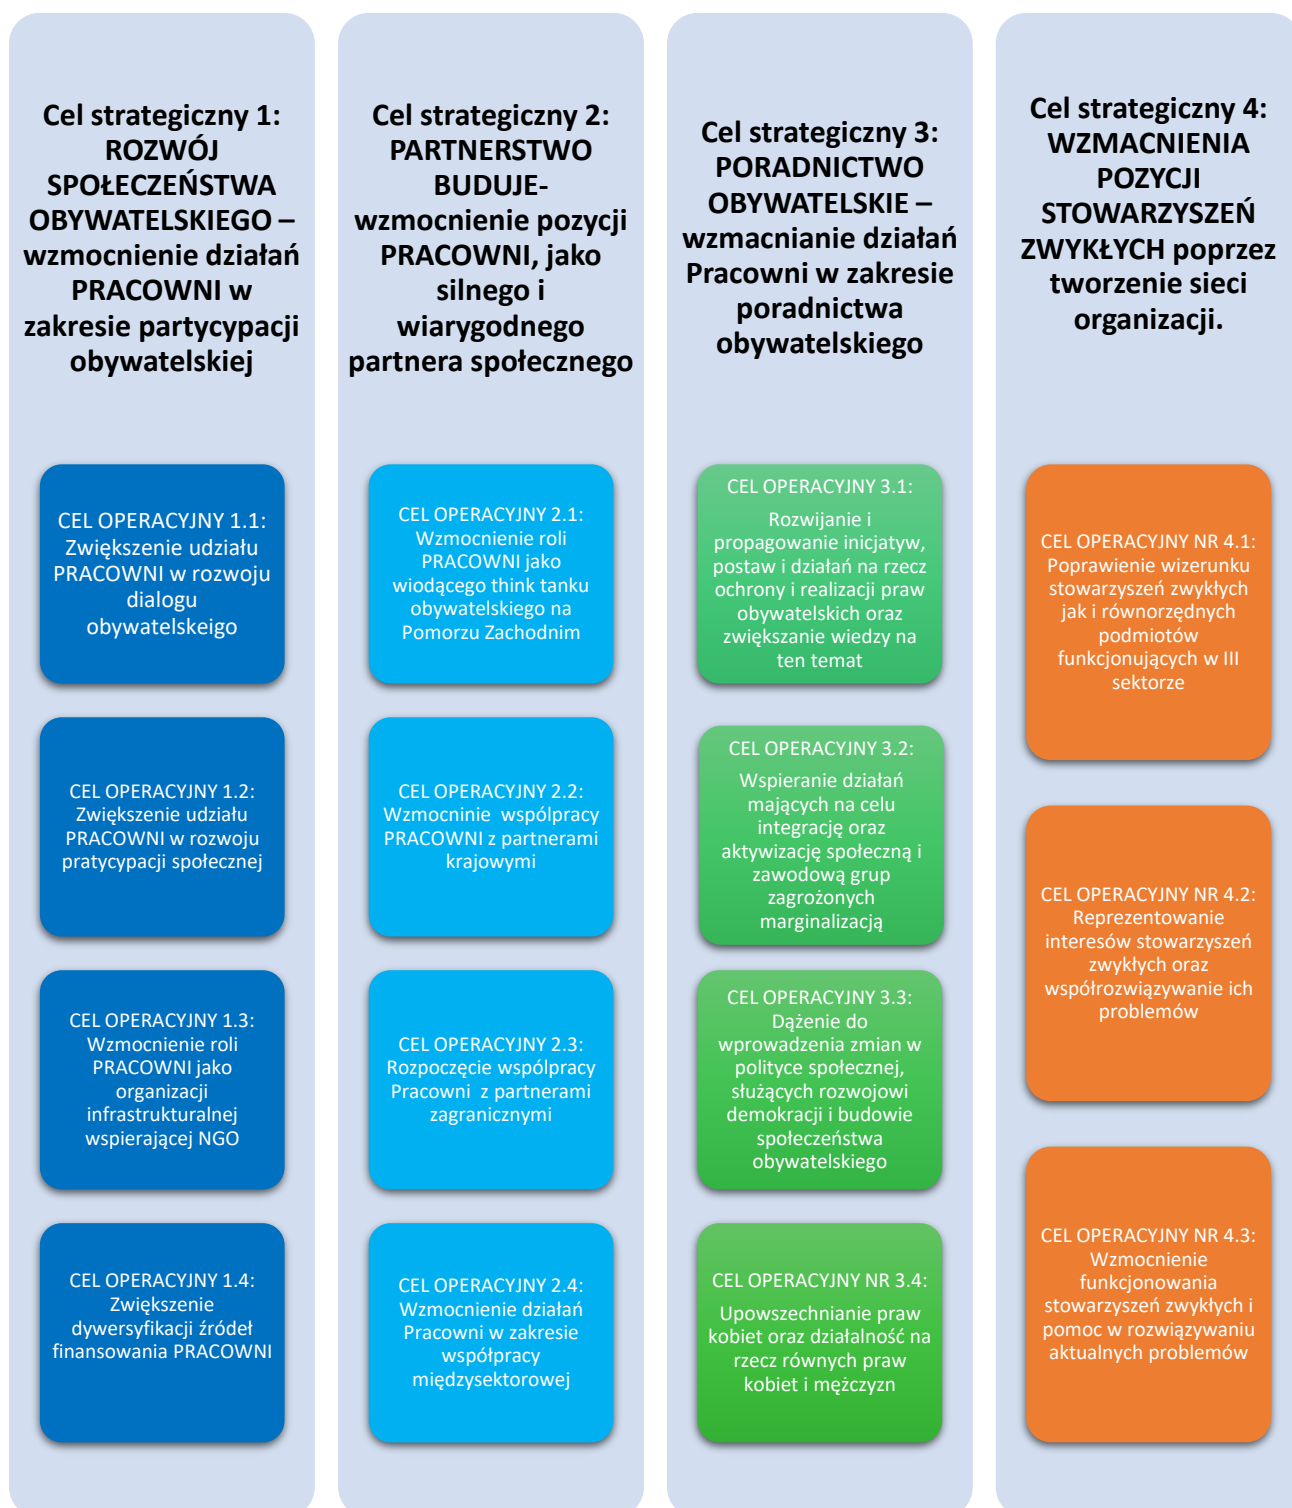 Cel strategiczny 1:
ROZWÓJ
SPOŁECZEŃSTWA
OBYWATELSKIEGO –
wzmocnienie działań
PRACOWNI w
zakresie partycypacji
obywatelskiej
CEL OPERACYJNY 1.1:
Zwiększenie udziału
PRACOWNI w rozwoju
dialogu
obywatelskeigo
CEL OPERACYJNY 1.2:
Zwiększenie udziału
PRACOWNI w rozwoju
pratycypacji społecznej
CEL OPERACYJNY 1.3:
Wzmocnienie roli
PRACOWNI jako
organizacji
infrastrukturalnej
wspierającej NGO
CEL OPERACYJNY 1.4:
Zwiększenie
dywersyfikacji źródeł
finansowania PRACOWNI
Cel strategiczny 2:
PARTNERSTWO
BUDUJE-
wzmocnienie pozycji
PRACOWNI, jako
silnego i
wiarygodnego
partnera społecznego
CEL OPERACYJNY 2.1:
Wzmocnienie roli
PRACOWNI jako
wiodącego think tanku
obywatelskiego na
Pomorzu Zachodnim
CEL OPERACYJNY 2.2:
Wzmocninie  wspólpracy
PRACOWNI z partnerami
krajowymi
CEL OPERACYJNY 2.3:
Rozpoczęcie wspólpracy
Pracowni  z partnerami
zagranicznymi
CEL OPERACYJNY 2.4:
Wzmocnienie działań
Pracowni w zakresie
współpracy
międzysektorowej
Cel strategiczny 3:
PORADNICTWO
OBYWATELSKIE –
wzmacnianie działań
Pracowni w zakresie
poradnictwa
obywatelskiego
CEL OPERACYJNY 3.1:
Rozwijanie i
propagowanie inicjatyw,
postaw i działań na rzecz
ochrony i realizacji praw
obywatelskich oraz
zwiększanie wiedzy na
ten temat
CEL OPERACYJNY 3.2:
Wspieranie działań
mających na celu
integrację oraz
aktywizację społeczną i
zawodową grup
zagrożonych
marginalizacją
CEL OPERACYJNY 3.3:
Dążenie do
wprowadzenia zmian w
polityce społecznej,
służących rozwojowi
demokracji i budowie
społeczeństwa
obywatelskiego
CEL OPERACYJNY NR 3.4:
Upowszechnianie praw
kobiet oraz działalność na
rzecz równych praw
kobiet i mężczyzn
Cel strategiczny 4:
WZMACNIENIA
POZYCJI
STOWARZYSZEŃ
ZWYKŁYCH poprzez
tworzenie sieci
organizacji.
CEL OPERACYJNY NR 4.1:
Poprawienie wizerunku
stowarzyszeń zwykłych
jak i równorzędnych
podmiotów
funkcjonujących w III
sektorze
CEL OPERACYJNY NR 4.2:
Reprezentowanie
interesów stowarzyszeń
zwykłych oraz
współrozwiązywanie ich
problemów
CEL OPERACYJNY NR 4.3:
Wzmocnienie
funkcjonowania
stowarzyszeń zwykłych i
pomoc w rozwiązywaniu
aktualnych problemów